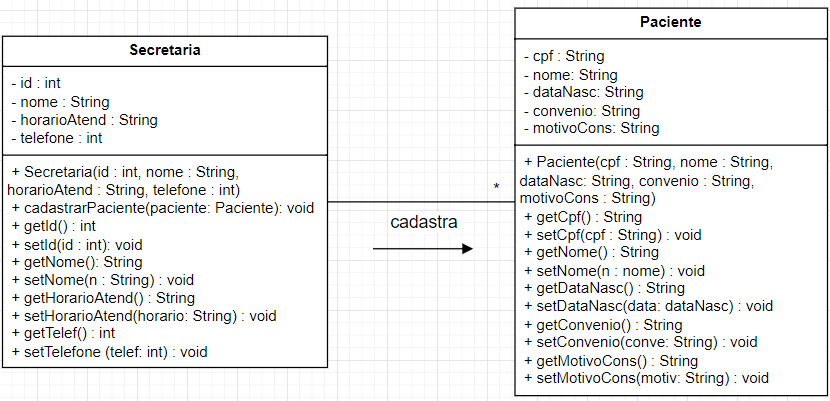 Secretaria
- id : int
- nome : String
- horarioAtend : String
- telefone : int
+ Secretaria(id : int, nome : String,
horarioAtend : String, telefone : int)
+ cadastrarPaciente(paciente: Paciente): void
+ getId() : int
+ setId(id : int): void
+ getNome(): String
+ setNome(n : String) : void
+ getHorarioAtend() : String
+ setHorarioAtend(horario: String) : void
+ getTelef() : int
+ setTelefone (telef: int) : void
*
cadastra
Paciente
- cpf : String
- nome: String
- dataNasc: String
- convenio: String
- motivoCons: String
+ Paciente(cpf : String, nome : String,
dataNasc: String, convenio : String,
motivoCons : String)
+ getCpf() : String
+ setCpf(cpf : String) : void
+ getNome() : String
+ setNome(n : nome) : void
+ getDataNasc() : String
+ setDataNasc(data: dataNasc) : void
+ getConvenio() : String
+ setConvenio(conve: String) : void
+ getMotivoCons() : String
+ setMotivoCons(motiv: String) : void